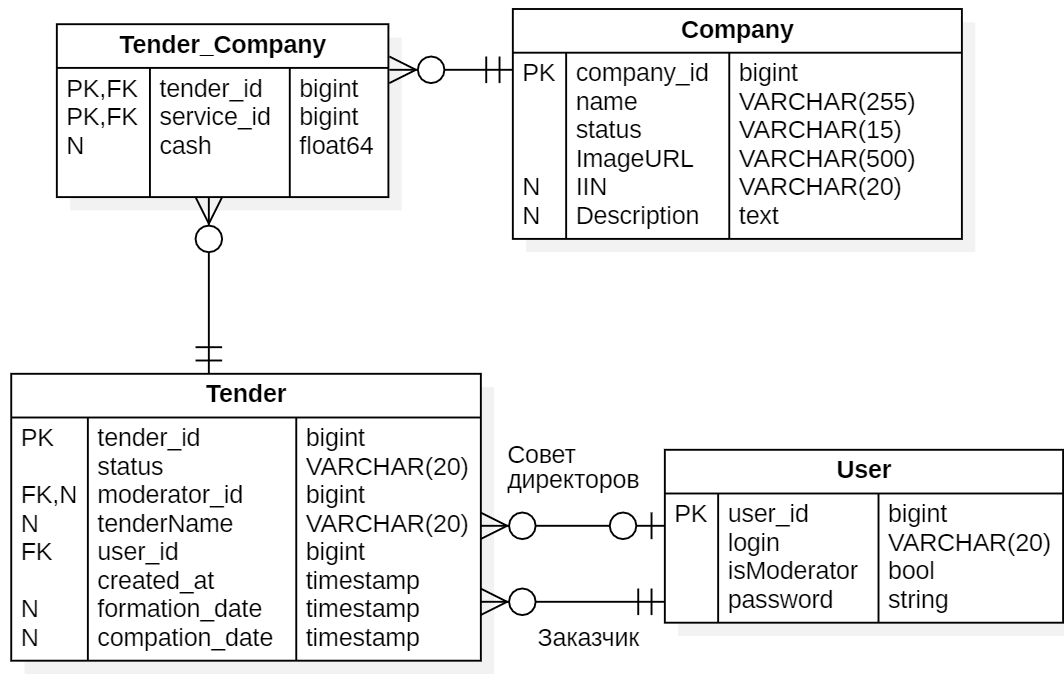 Tender_Company
PK,FK tender_id bigint
PK,FK service_id bigint
N cash float64
Company
PK company_id bigint
name VARCHAR(255)
status VARCHAR(15)
ImageURL VARCHAR(500)
N IIN VARCHAR(20)
N Description text
Tender
PK tender_id bigint
status VARCHAR(20)
FK,N moderator_id bigint
N tenderName VARCHAR(20)
FK user_id bigint
created_at timestamp
N formation_date timestamp
N compation_date timestamp
Совет
директоров
Заказчик
User
PK user_id bigint
login VARCHAR(20)
isModerator bool
password string